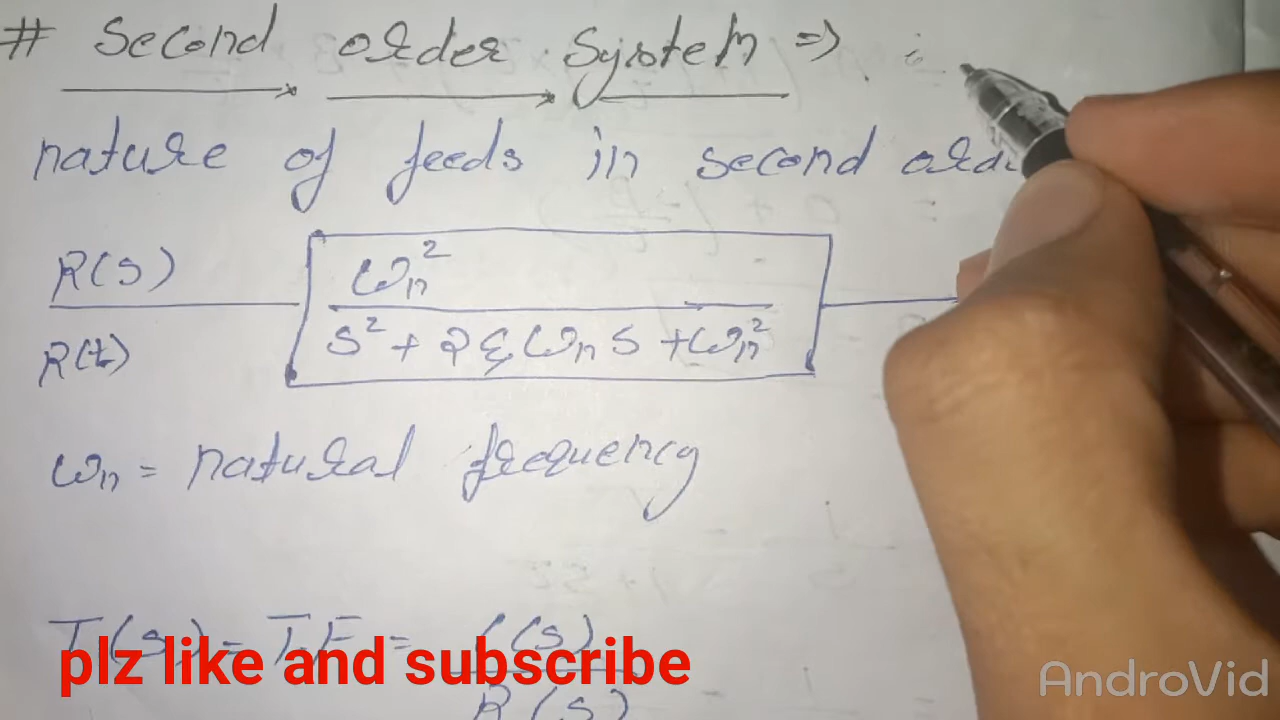 # Second order System ⇒
nature of feeds in second orde
R(s)
ωn²
s² + 2ξωn s + ωn²
R(t)
ωn = natural frequency
T(s) = T.F = C(s)
R(s)
plz like and subscribe
AndroVid